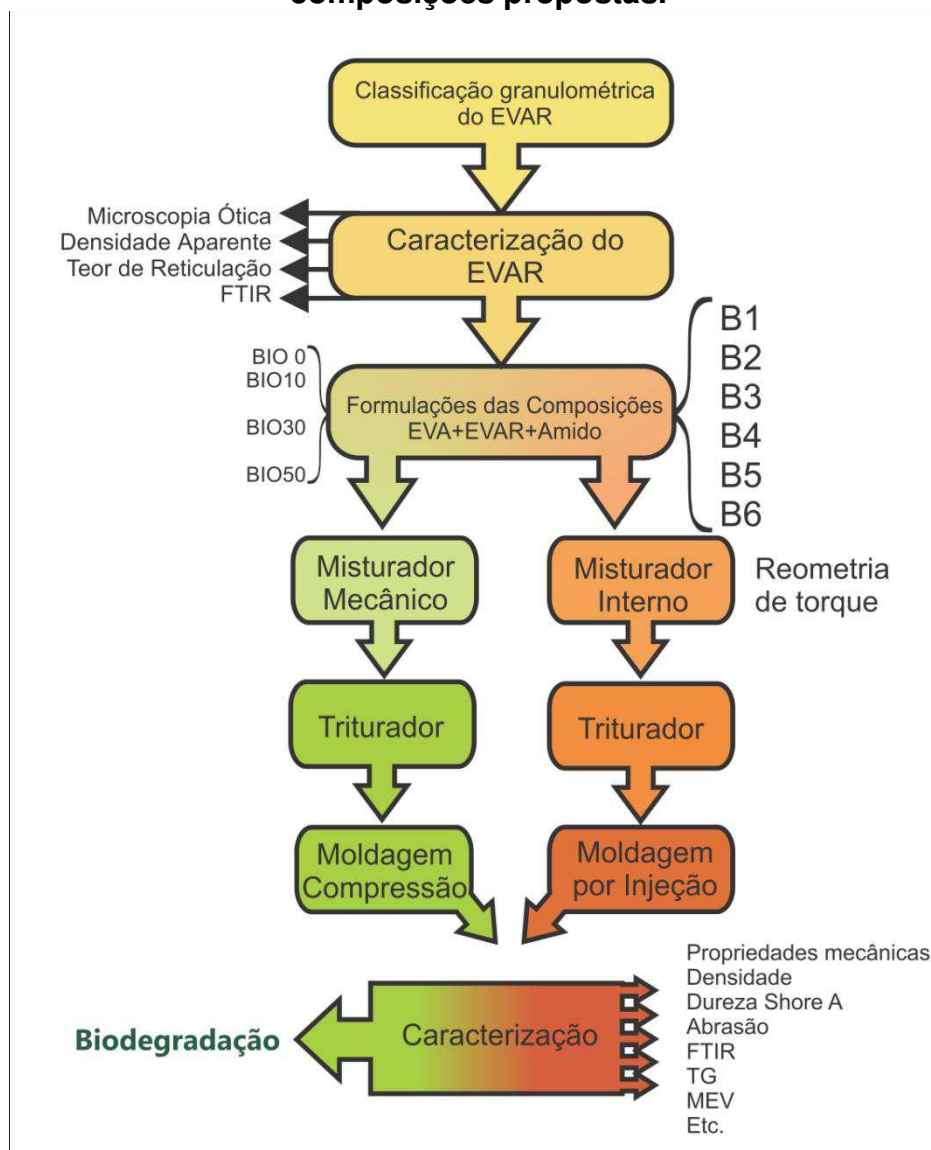 composições propostas.
Classificação granulométrica
do EVAR
Microscopia Ótica
Densidade Aparente
Teor de Reticulação
FTIR
Caracterização do
EVAR
BIO 0
BIO10
BIO30
BIO50
Formulações das Composições
EVA+EVAR+Amido
B1
B2
B3
B4
B5
B6
Misturador
Mecânico
Misturador
Interno
Reometria
de torque
Triturador
Triturador
Moldagem
Compressão
Moldagem
por Injeção
Biodegradação
Caracterização
Propriedades mecânicas
Densidade
Dureza Shore A
Abrasão
FTIR
TG
MEV
Etc.